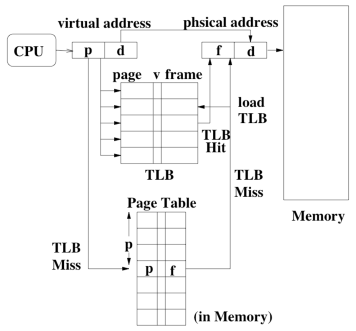 virtual address
phsical address
CPU
p d
f d
page v frame
load
TLB
TLB
Hit
TLB
TLB
Miss
Page Table
Memory
p
TLB
Miss
p f
(in Memory)